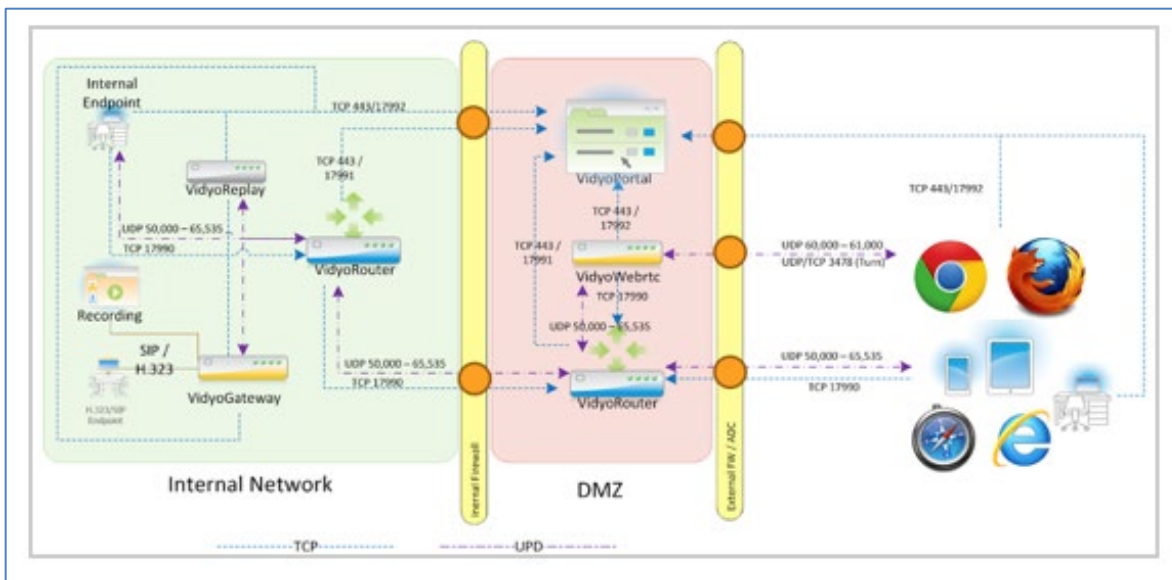 Internal
Endpoint
TCP 443/17992
TCP 443 /
17991
VidyoReplay
UDP 50,000 – 65,535
TCP 17990
VidyoRouter
Recording
SIP /
H.323
H.323/SIP
Endpoint
VidyoGateway
UDP 50,000 – 65,535
TCP 17990
Internal Network
Inernal Firewall
VidyoPortal
TCP 443 /
17992
TCP 443 /
17991
VidyoWebrtc
TCP 17990
UDP 50,000 – 65,535
VidyoRouter
DMZ
External FW / ADC
TCP 443/17992
UDP 60,000 – 61,000
UDP/TCP 3478 (Turn)
UDP 50,000 – 65,535
TCP 17990
TCP
UPD